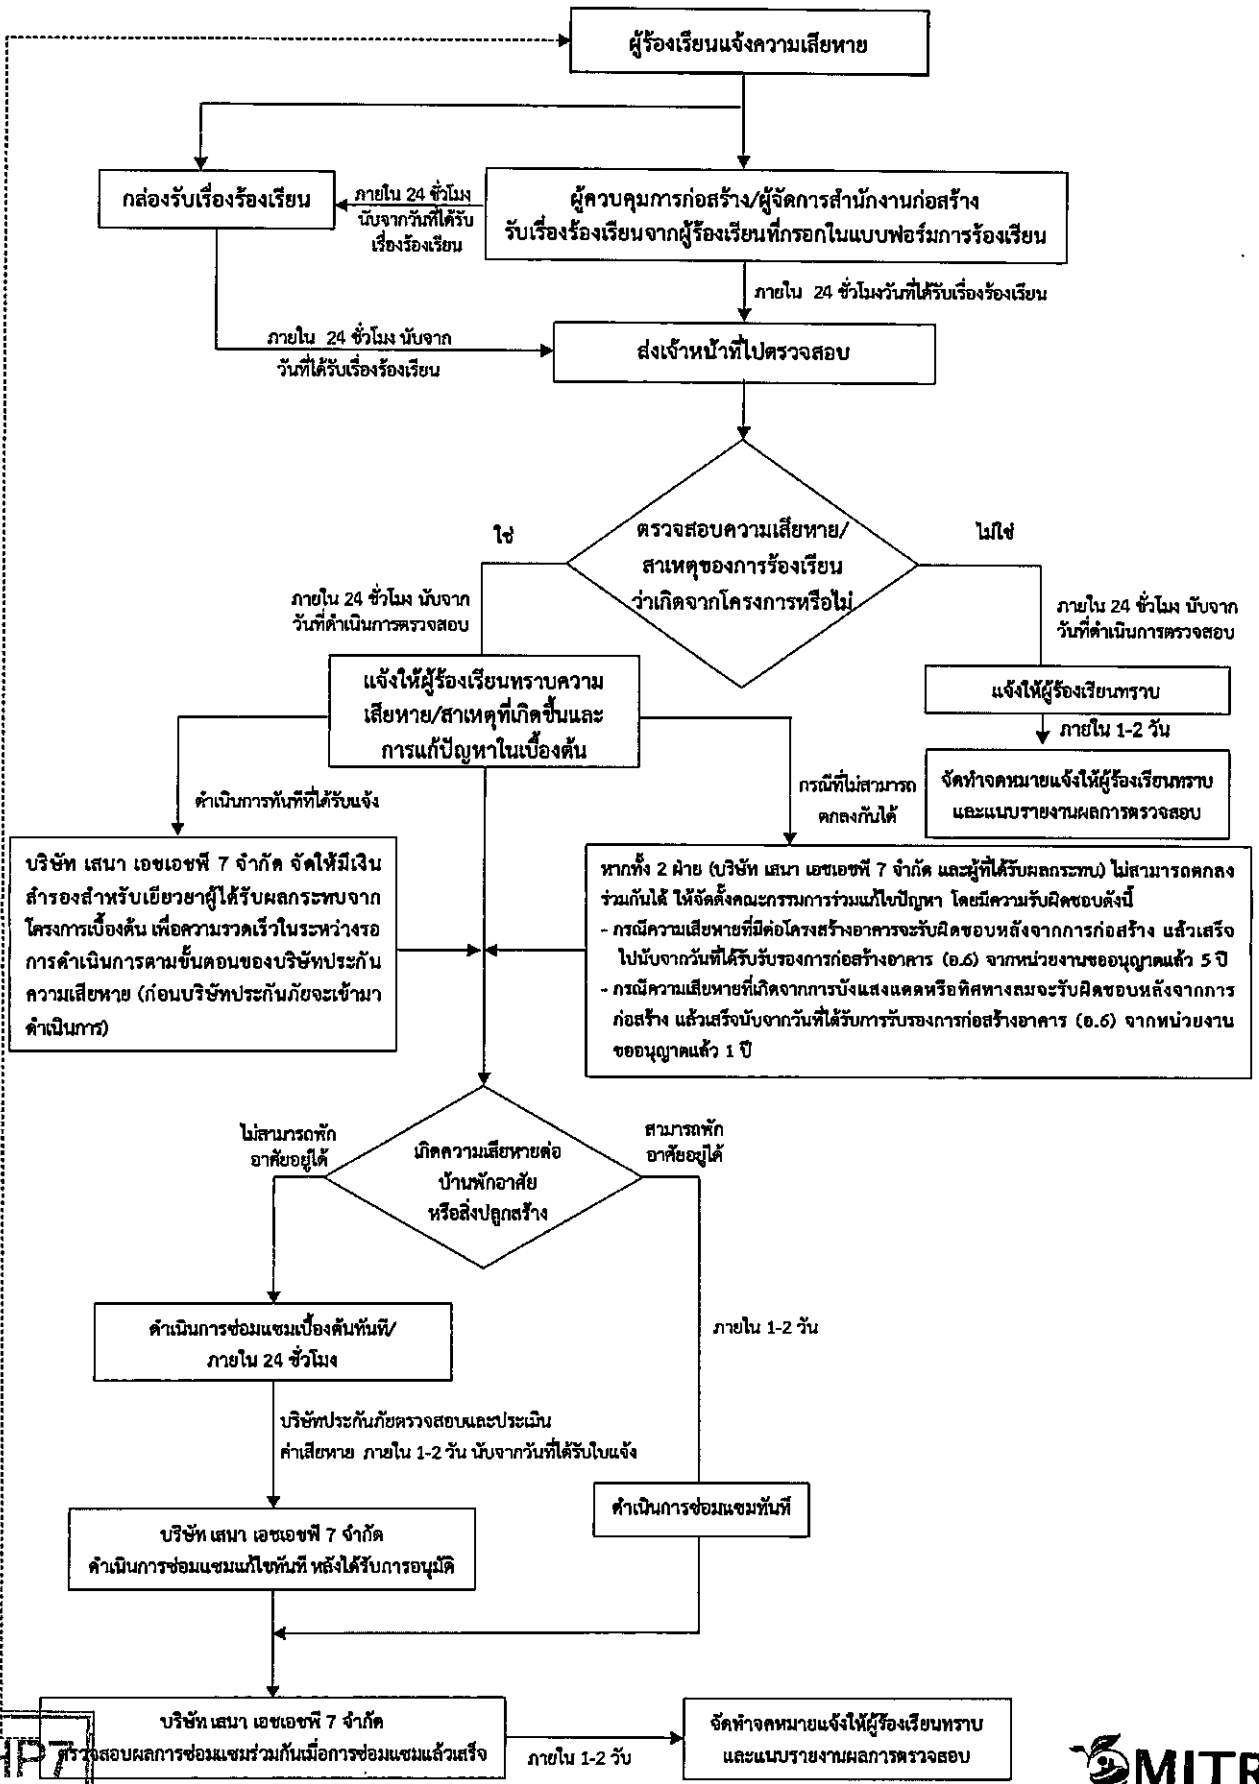 ผู้ร้องเรียนแจ้งความเสียหาย
กล่องรับเรื่องร้องเรียน
ภายใน 24 ชั่วโมง
นับจากวันที่ได้รับ
เรื่องร้องเรียน
ผู้ควบคุมการก่อสร้าง/ผู้จัดการสำนักงานก่อสร้าง
รับเรื่องร้องเรียนจากผู้ร้องเรียนที่กรอกในแบบฟอร์มการร้องเรียน
ภายใน 24 ชั่วโมงวันที่ได้รับเรื่องร้องเรียน
ภายใน 24 ชั่วโมง นับจาก
วันที่ได้รับเรื่องร้องเรียน
ส่งเจ้าหน้าที่ไปตรวจสอบ
ใช่
ตรวจสอบความเสียหาย/
สาเหตุของการร้องเรียน
ว่าเกิดจากโครงการหรือไม่
ไม่ใช่
ภายใน 24 ชั่วโมง นับจาก
วันที่ดำเนินการตรวจสอบ
ภายใน 24 ชั่วโมง นับจาก
วันที่ดำเนินการตรวจสอบ
แจ้งให้ผู้ร้องเรียนทราบความ
เสียหาย/สาเหตุที่เกิดขึ้นและ
การแก้ปัญหาในเบื้องต้น
แจ้งให้ผู้ร้องเรียนทราบ
ภายใน 1-2 วัน
จัดทำจดหมายแจ้งให้ผู้ร้องเรียนทราบ
และแนบรายงานผลการตรวจสอบ
ดำเนินการทันทีที่ได้รับแจ้ง
กรณีที่ไม่สามารถ
ตกลงกันได้
บริษัท เสนา เอชเอชพี 7 จำกัด จัดให้มีเงิน
สำรองสำหรับเยียวยาผู้ได้รับผลกระทบจาก
โครงการเบื้องต้น เพื่อความรวดเร็วในระหว่างรอ
การดำเนินการตามขั้นตอนของบริษัทประกัน
ความเสียหาย (ก่อนบริษัทประกันภัยจะเข้ามา
ดำเนินการ)
หากทั้ง 2 ฝ่าย (บริษัท เสนา เอชเอชพี 7 จำกัด และผู้ที่ได้รับผลกระทบ) ไม่สามารถตกลง
ร่วมกันได้ ให้จัดตั้งคณะกรรมการร่วมแก้ไขปัญหา โดยมีความรับผิดชอบดังนี้
- กรณีความเสียหายที่มีต่อโครงสร้างอาคารจะรับผิดชอบหลังจากการก่อสร้าง แล้วเสร็จ
ไปนับจากวันที่ได้รับรับรองการก่อสร้างอาคาร (อ.6) จากหน่วยงานขออนุญาตแล้ว 5 ปี
- กรณีความเสียหายที่เกิดจากการบังแสงแดดหรือทิศทางลมจะรับผิดชอบหลังจากการ
ก่อสร้าง แล้วเสร็จนับจากวันที่ได้รับการรับรองการก่อสร้างอาคาร (อ.6) จากหน่วยงาน
ขออนุญาตแล้ว 1 ปี
ไม่สามารถพัก
อาศัยอยู่ได้
เกิดความเสียหายต่อ
บ้านพักอาศัย
หรือสิ่งปลูกสร้าง
สามารถพัก
อาศัยอยู่ได้
ดำเนินการซ่อมแซมเบื้องต้นทันที/
ภายใน 24 ชั่วโมง
ภายใน 1-2 วัน
บริษัทประกันภัยตรวจสอบและประเมิน
ค่าเสียหาย ภายใน 1-2 วัน นับจากวันที่ได้รับใบแจ้ง
ดำเนินการซ่อมแซมทันที
บริษัท เสนา เอชเอชพี 7 จำกัด
ดำเนินการซ่อมแซมแก้ไขทันที หลังได้รับการอนุมัติ
บริษัท เสนา เอชเอชพี 7 จำกัด
ตรวจสอบผลการซ่อมแซมร่วมกันเมื่อการซ่อมแซมแล้วเสร็จ
ภายใน 1-2 วัน
จัดทำจดหมายแจ้งให้ผู้ร้องเรียนทราบ
และแนบรายงานผลการตรวจสอบ
HP7
MITR